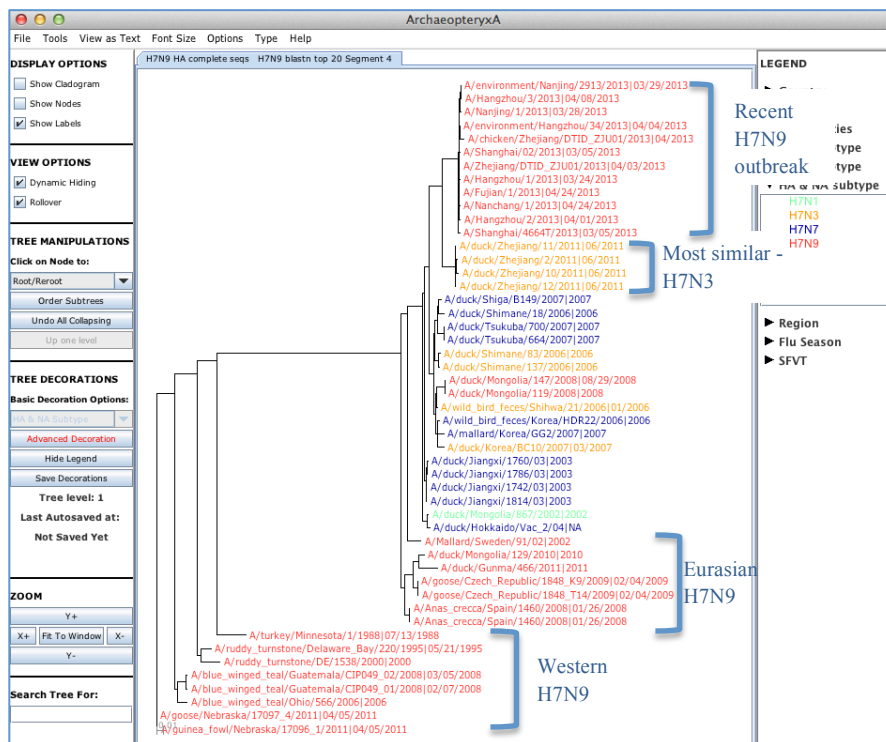 ArchaeopteryxA
File Tools View as Text Font Size Options Type Help
DISPLAY OPTIONS
Show Cladogram
Show Nodes
Show Labels
VIEW OPTIONS
Dynamic Hiding
Rollover
TREE MANIPULATIONS
Click on Node to:
Root/Reroot
Order Subtrees
Undo All Collapsing
Up one level
TREE DECORATIONS
Basic Decoration Options:
HA & NA Subtype
Advanced Decoration
Hide Legend
Save Decorations
Tree level: 1
Last Autosaved at:
Not Saved Yet
ZOOM
Y+
X+ Fit To Window X-
Y-
Search Tree For:
H7N9 HA complete seqs H7N9 blastn top 20 Segment 4
A/environment/Nanjing/2913/2013|03/29/2013
A/Hangzhou/3/2013|04/08/2013
A/Nanjing/1/2013|03/28/2013
A/environment/Hangzhou/34/2013|04/04/2013
A/chicken/Zhejiang/DTID_ZJU01/2013|04/2013
A/Shanghai/02/2013|03/05/2013
A/Zhejiang/DTID_ZJU01/2013|04/03/2013
A/Hangzhou/1/2013|03/24/2013
A/Fujian/1/2013|04/24/2013
A/Nanchang/1/2013|04/24/2013
A/Hangzhou/2/2013|04/01/2013
A/Shanghai/4664T/2013|03/05/2013
A/duck/Zhejiang/11/2011|06/2011
A/duck/Zhejiang/2/2011|06/2011
A/duck/Zhejiang/10/2011|06/2011
A/duck/Zhejiang/12/2011|06/2011
A/duck/Shiga/B149/2007|2007
A/duck/Shimane/18/2006|2006
A/duck/Tsukuba/700/2007|2007
A/duck/Tsukuba/664/2007|2007
A/duck/Shimane/83/2006|2006
A/duck/Shimane/137/2006|2006
A/duck/Mongolia/147/2008|08/29/2008
A/duck/Mongolia/119/2008|2008
A/wild_bird_feces/Shihwa/21/2006|01/2006
A/wild_bird_feces/Korea/HDR22/2006|2006
A/mallard/Korea/GG2/2007|2007
A/duck/Korea/BC10/2007|03/2007
A/duck/Jiangxi/1760/03|2003
A/duck/Jiangxi/1786/03|2003
A/duck/Jiangxi/1742/03|2003
A/duck/Jiangxi/1814/03|2003
A/duck/Mongolia/867/2002|2002
A/duck/Hokkaido/Vac_2/04|NA
A/Mallard/Sweden/91/02|2002
A/duck/Mongolia/129/2010|2010
A/duck/Gunma/466/2011|2011
A/goose/Czech_Republic/1848_K9/2009|02/04/2009
A/goose/Czech_Republic/1848_T14/2009|02/04/2009
A/Anas_crecca/Spain/1460/2008|01/26/2008
A/Anas_crecca/Spain/1460/2008|01/26/2008
A/turkey/Minnesota/1/1988|07/13/1988
A/ruddy_turnstone/Delaware_Bay/220/1995|05/21/1995
A/ruddy_turnstone/DE/1538/2000|2000
A/blue_winged_teal/Guatemala/CIP049_02/2008|03/05/2008
A/blue_winged_teal/Guatemala/CIP049_01/2008|02/07/2008
A/blue_winged_teal/Ohio/566/2006|2006
A/goose/Nebraska/17097_4/2011|04/05/2011
A/guinea_fowl/Nebraska/17096_1/2011|04/05/2011
Recent
H7N9
outbreak
Most similar -
H7N3
Eurasian
H7N9
Western
H7N9
LEGEND
HA & NA Subtype
H7N1
H7N3
H7N7
H7N9
Region
Flu Season
SFVT